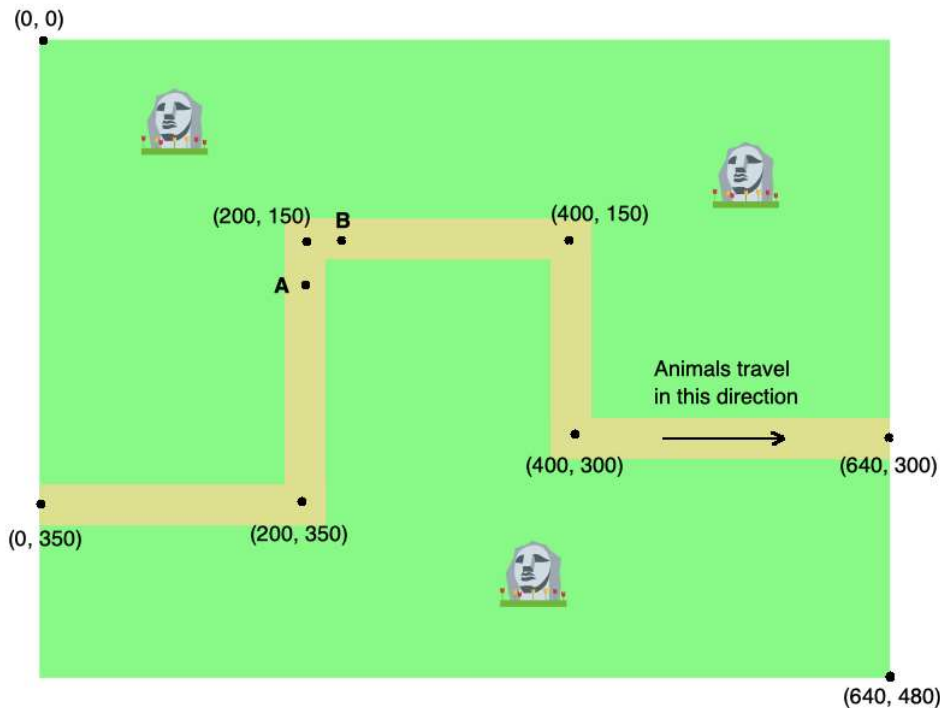 (0, 0)
(200, 150)
B
(400, 150)
A
Animals travel
in this direction
(400, 300)
(640, 300)
(0, 350)
(200, 350)
(640, 480)